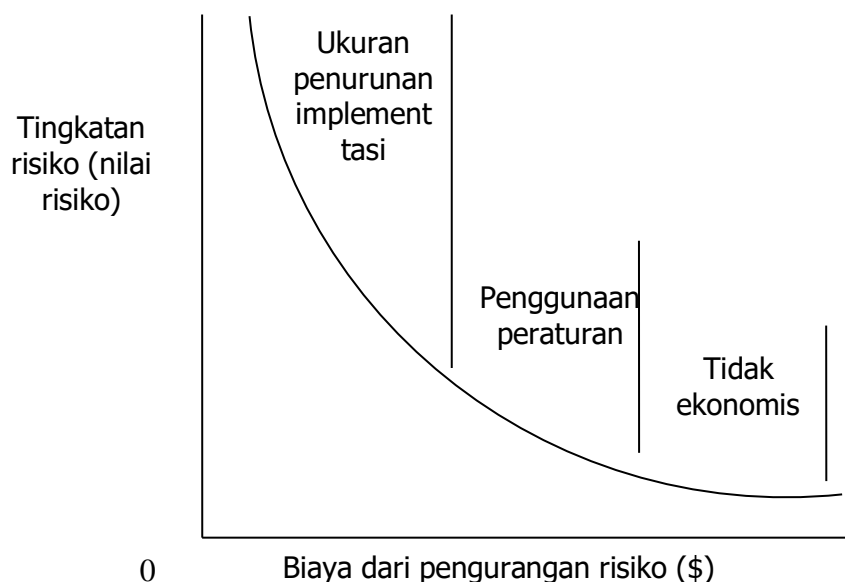 Ukuran
penurunan
implement
tasi
Tingkatan
risiko (nilai
risiko)
Penggunaan
peraturan
Tidak
ekonomis
0
Biaya dari pengurangan risiko ($)